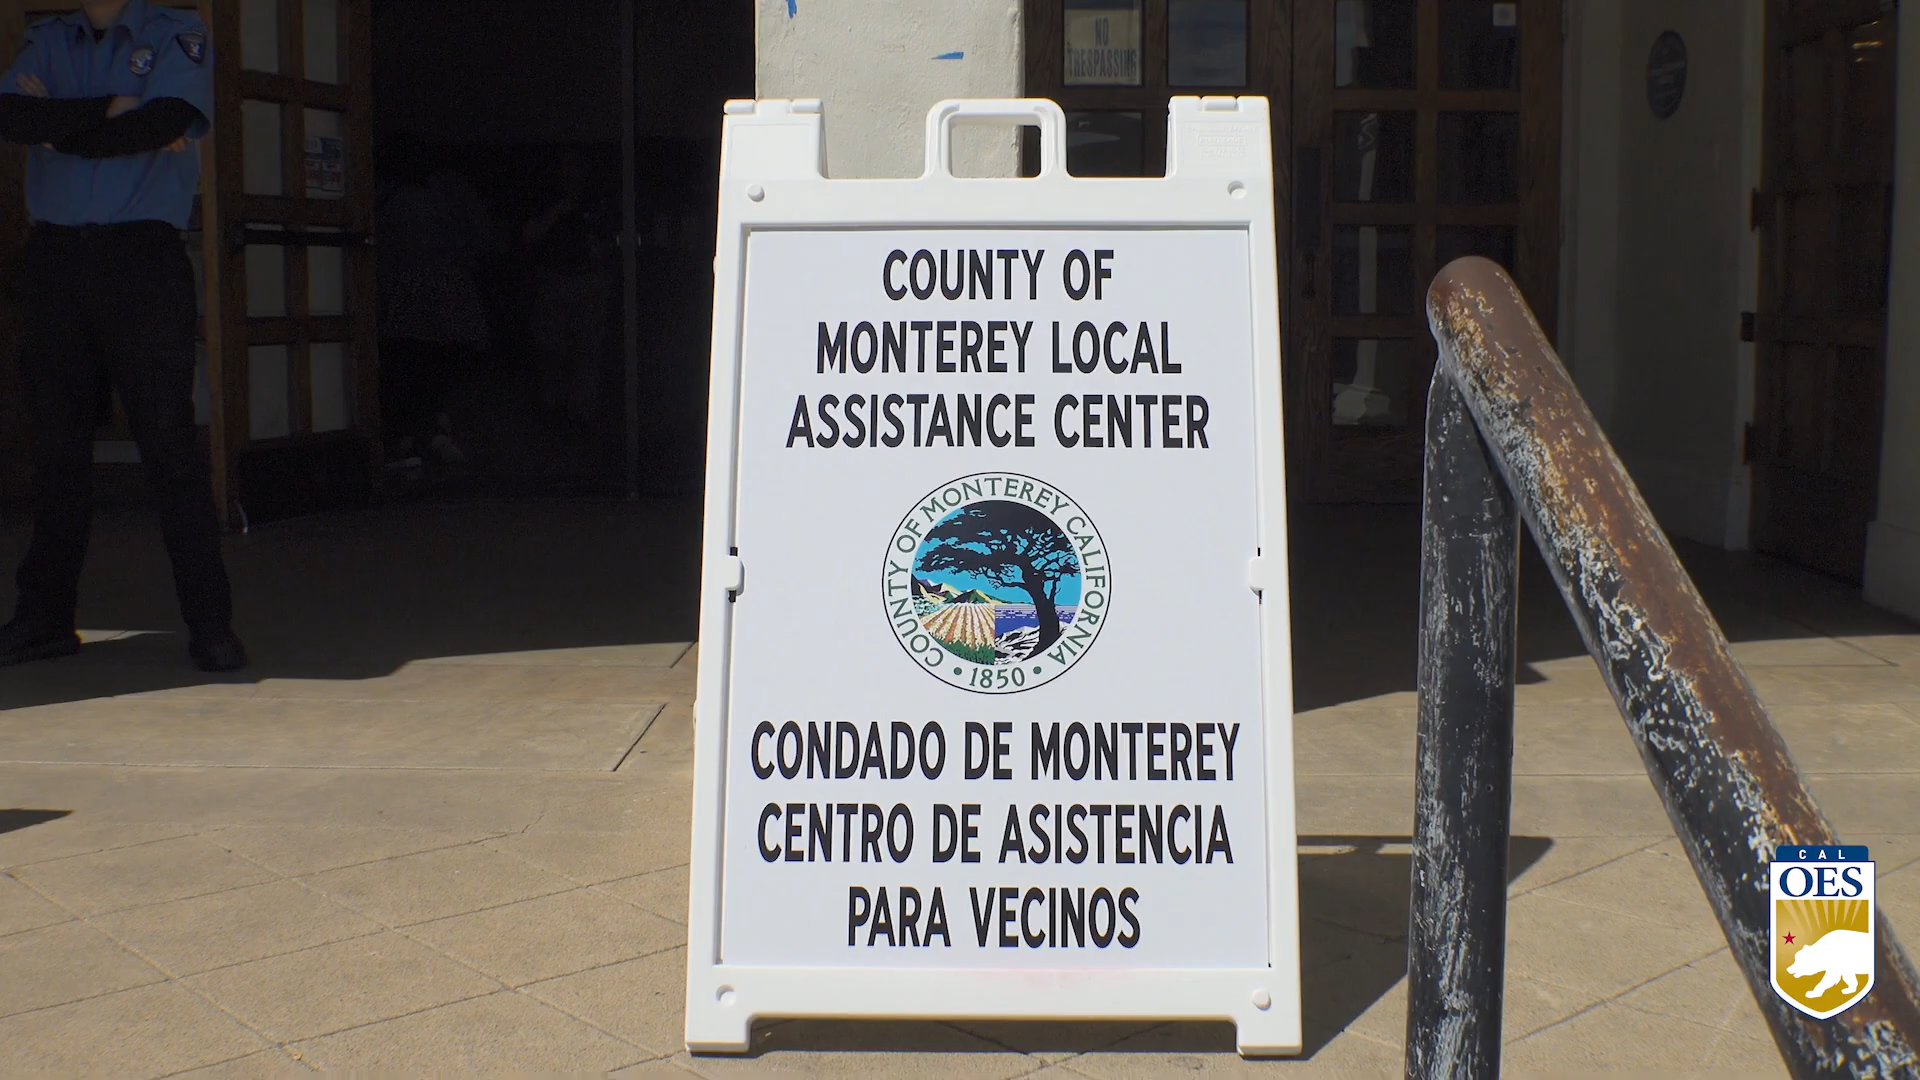 NO
TRESPASSING
COUNTY OF
MONTEREY LOCAL
ASSISTANCE CENTER
COUNTY OF MONTEREY CALIFORNIA
• 1850 •
CONDADO DE MONTEREY
CENTRO DE ASISTENCIA
PARA VECINOS
CAL
OES